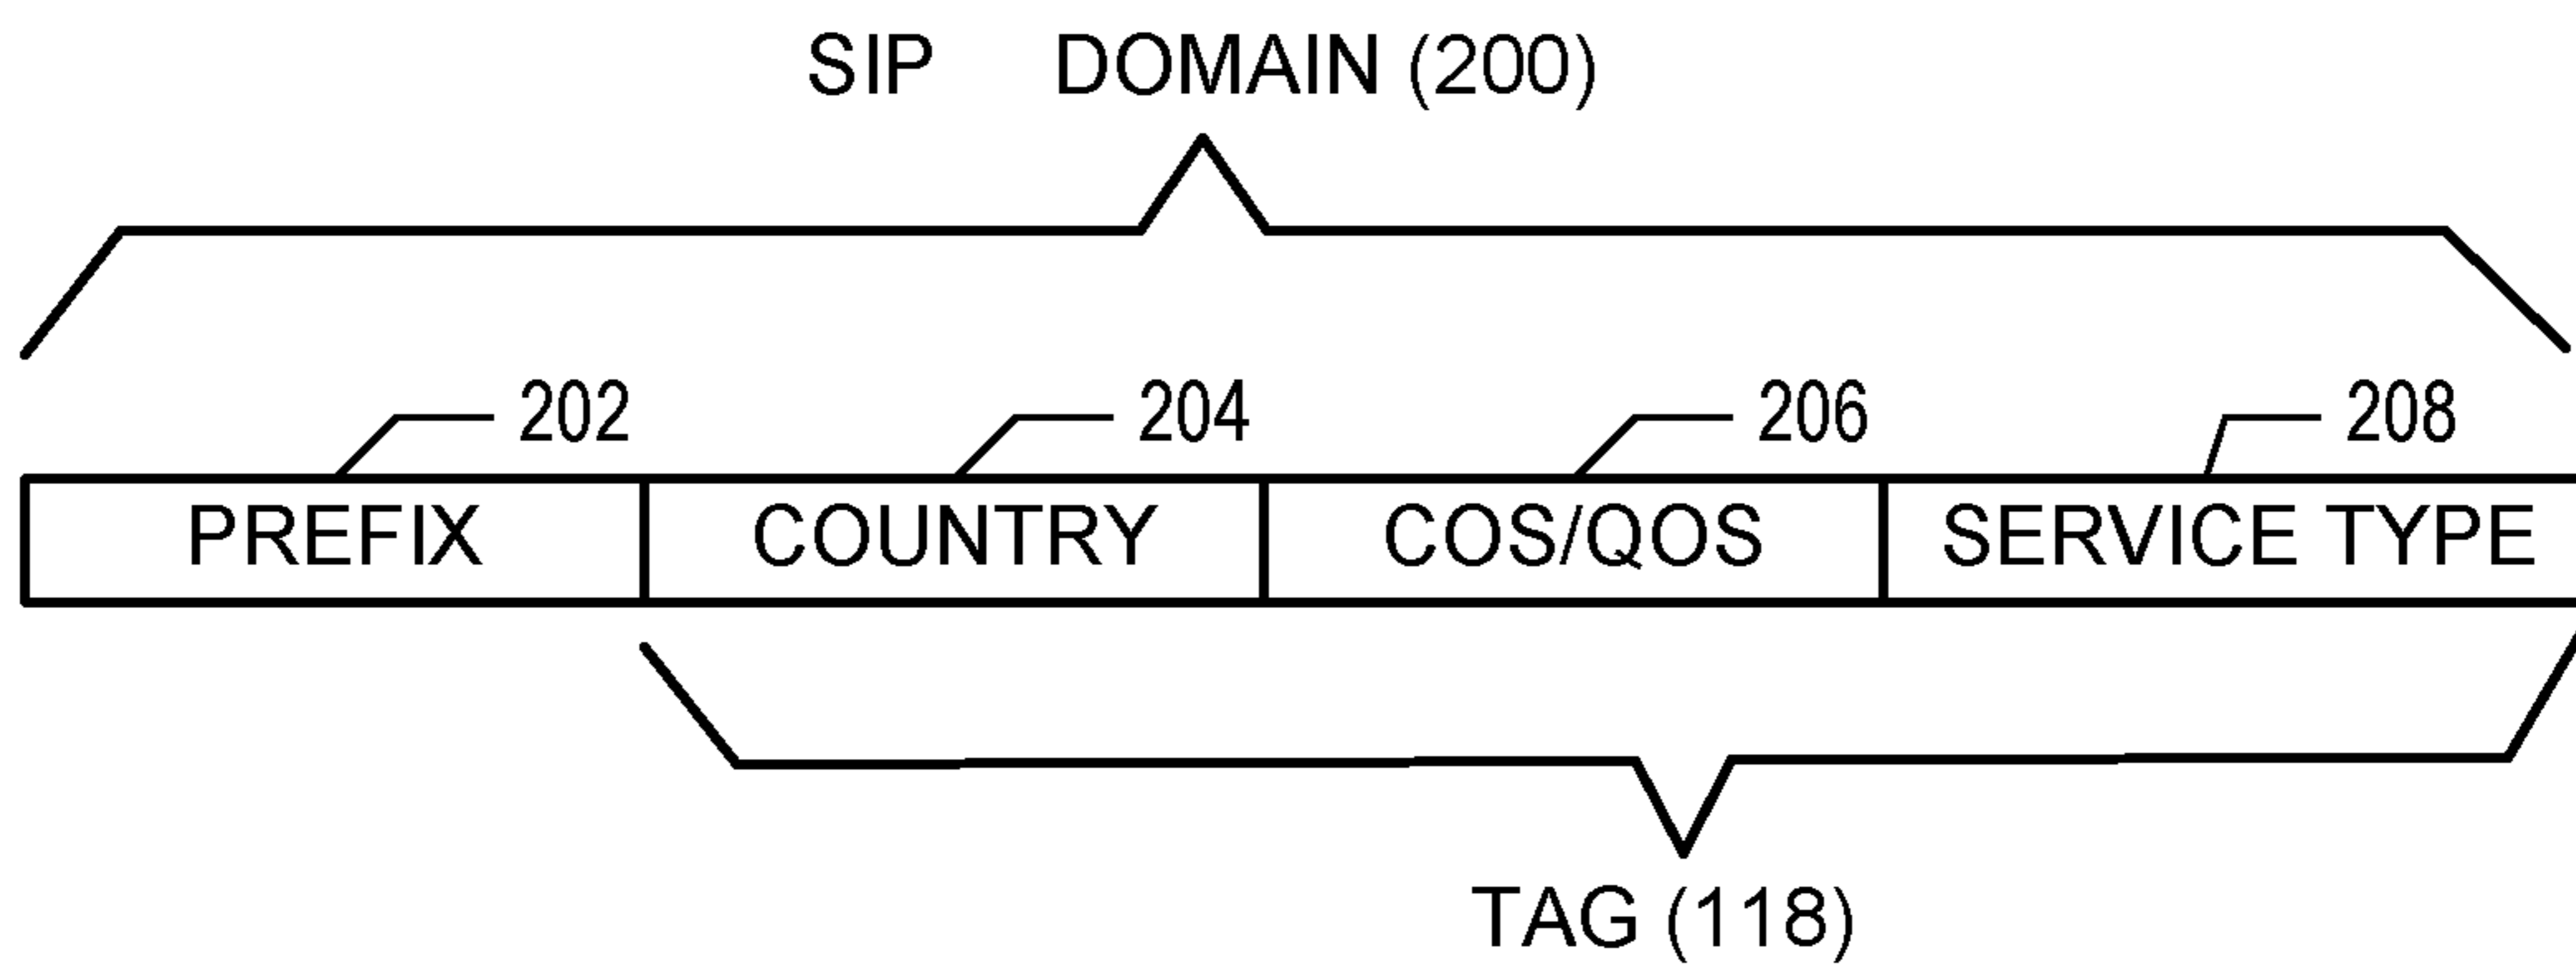 SIP DOMAIN (200)
202 204 206 208
PREFIX COUNTRY COS/QOS SERVICE TYPE
TAG (118)